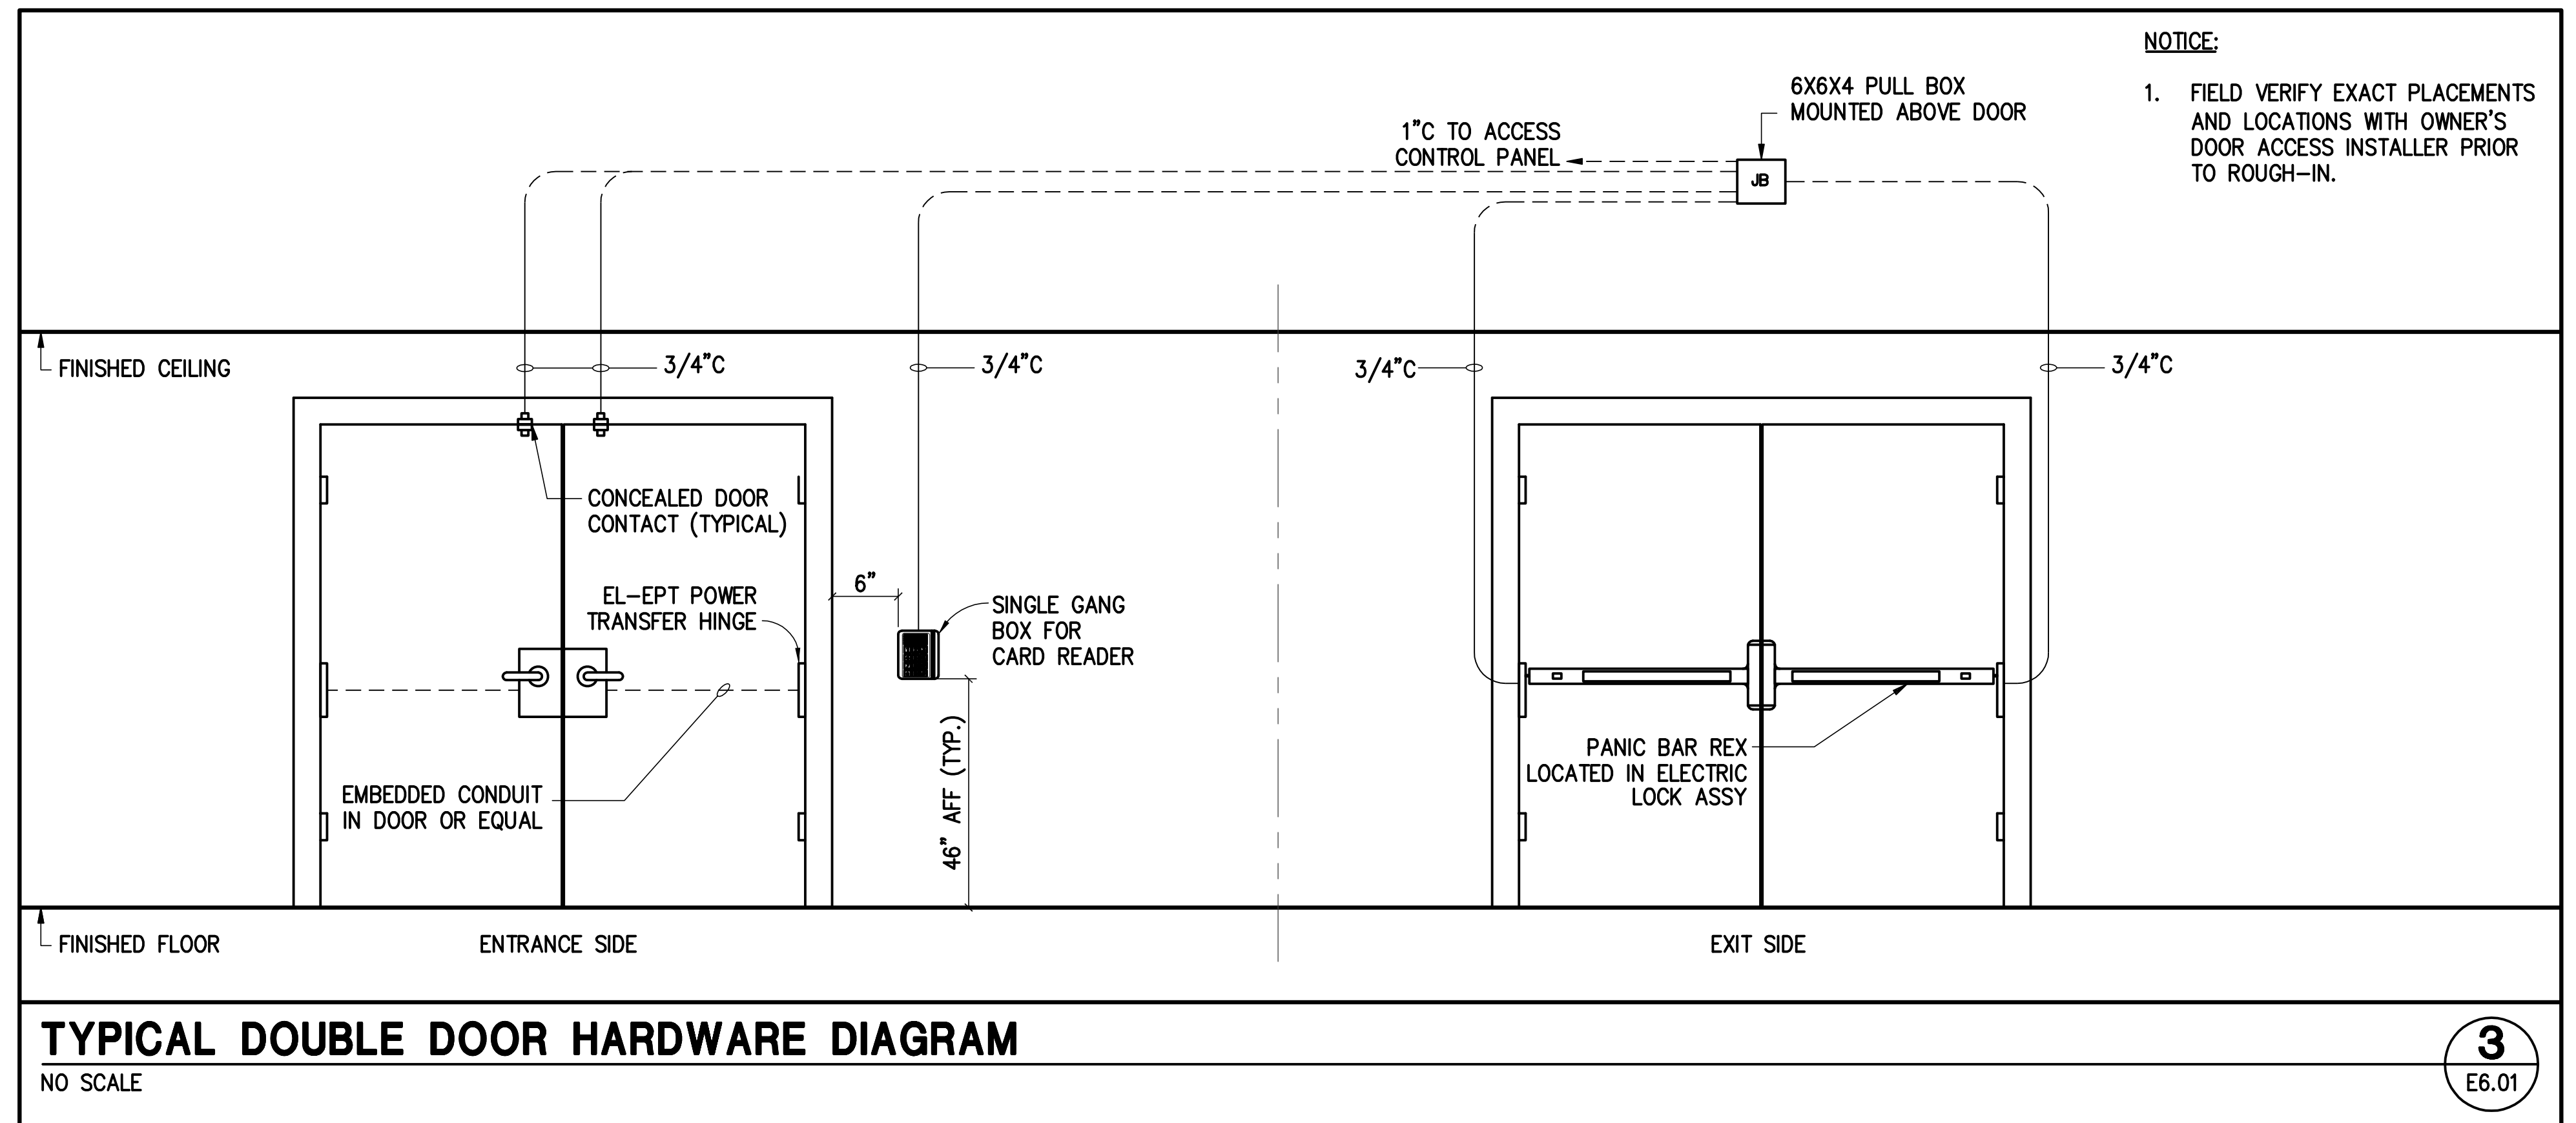 NOTICE:
1. FIELD VERIFY EXACT PLACEMENTS
AND LOCATIONS WITH OWNER'S
DOOR ACCESS INSTALLER PRIOR
TO ROUGH-IN.
6X6X4 PULL BOX
MOUNTED ABOVE DOOR
1"C TO ACCESS
CONTROL PANEL
JB
FINISHED CEILING
3/4"C
3/4"C
3/4"C
3/4"C
CONCEALED DOOR
CONTACT (TYPICAL)
EL-EPT POWER
TRANSFER HINGE
6"
SINGLE GANG
BOX FOR
CARD READER
46" AFF (TYP.)
EMBEDDED CONDUIT
IN DOOR OR EQUAL
PANIC BAR REX
LOCATED IN ELECTRIC
LOCK ASSY
FINISHED FLOOR
ENTRANCE SIDE
EXIT SIDE
TYPICAL DOUBLE DOOR HARDWARE DIAGRAM
NO SCALE
3
E6.01